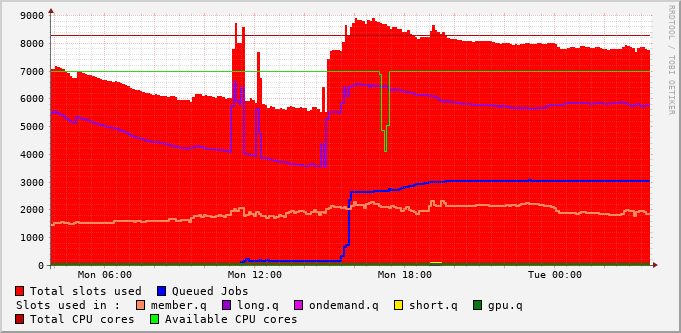 9000
8000
7000
6000
5000
4000
3000
2000
1000
0
Mon 06:00 Mon 12:00 Mon 18:00 Tue 00:00
RRDTOOL / TOBI OETIKER
Total slots used Queued Jobs
Slots used in : member.q long.q ondemand.q short.q gpu.q
Total CPU cores Available CPU cores